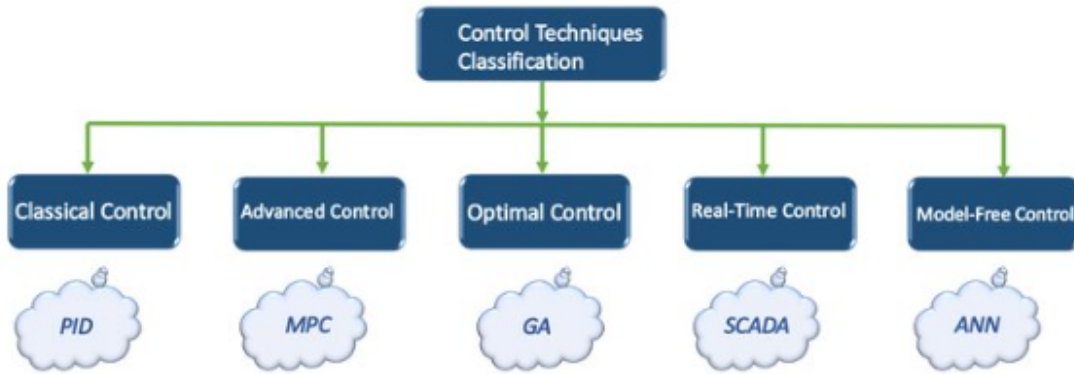 Control Techniques
Classification
Classical Control
Advanced Control
Optimal Control
Real-Time Control
Model-Free Control
PID
MPC
GA
SCADA
ANN